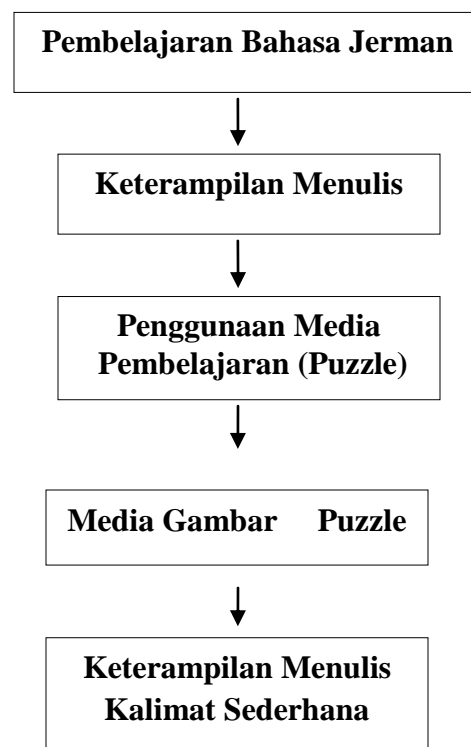 Pembelajaran Bahasa Jerman
Keterampilan Menulis
Penggunaan Media
Pembelajaran (Puzzle)
Media Gambar Puzzle
Keterampilan Menulis
Kalimat Sederhana